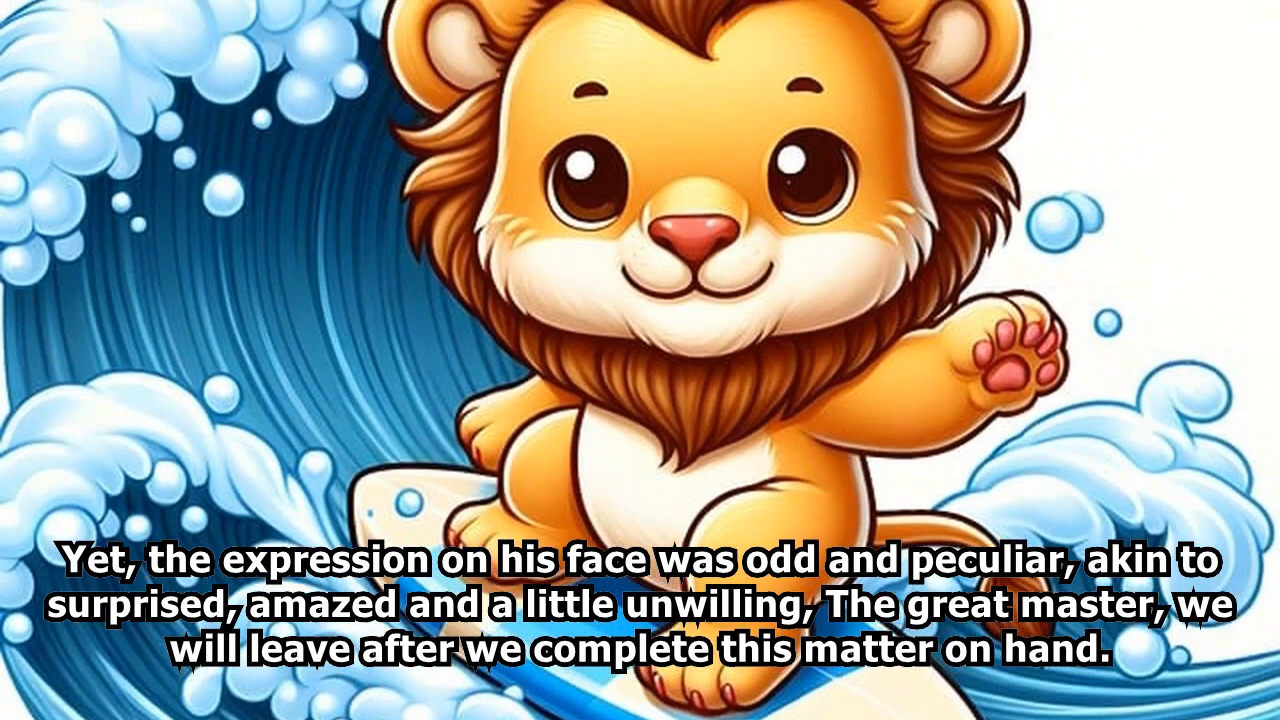 Yet, the expression on his face was odd and peculiar, akin to
surprised, amazed and a little unwilling, The great master, we
will leave after we complete this matter on hand.